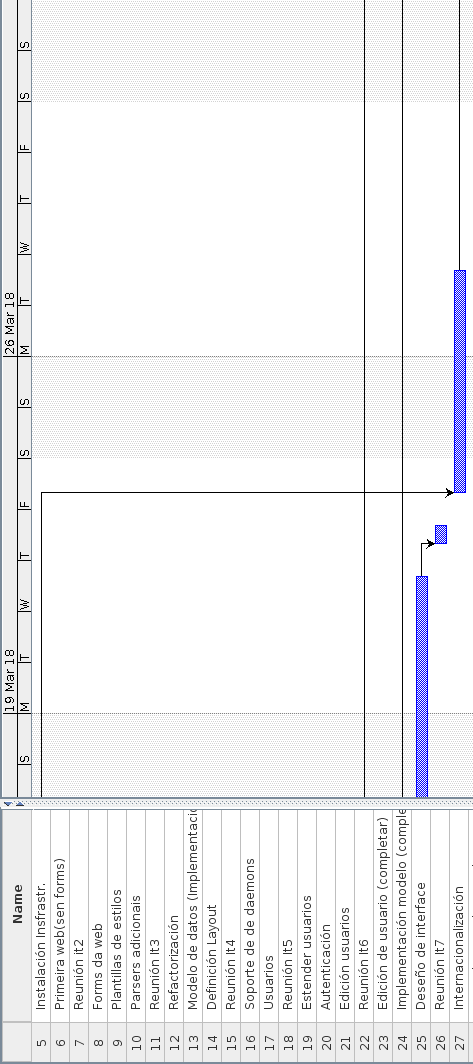 Name
19 Mar 18 26 Mar 18
S M T W T F S S M T W T F S S
5 Instalación Insfrastr.
6 Primeira web(sen forms)
7 Reunión it2
8 Forms da web
9 Plantillas de estilos
10 Parsers adicionais
11 Reunión It3
12 Refactorización
13 Modelo de datos (Implementació
14 Definición Layout
15 Reunión It4
16 Soporte de de daemons
17 Usuarios
18 Reunión It5
19 Estender usuarios
20 Autenticación
21 Edición usuarios
22 Reunión It6
23 Edición de usuario (completar)
24 Implementación modelo (comple
25 Deseño de interface
26 Reunión It7
27 Internacionalización